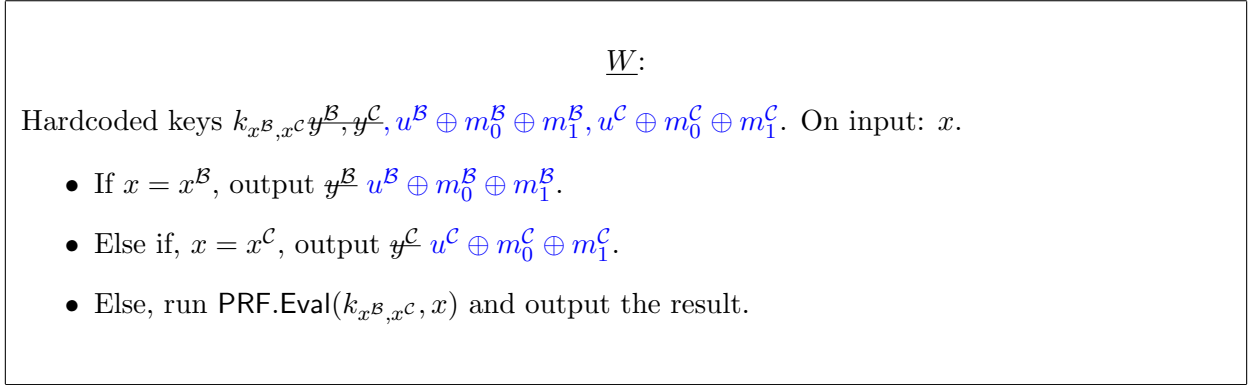 W:
Hardcoded keys k_{x^ℬ,x^𝒞} ~~y^ℬ, y^𝒞~~, u^ℬ ⊕ m_0^ℬ ⊕ m_1^ℬ, u^𝒞 ⊕ m_0^𝒞 ⊕ m_1^𝒞. On input: x.
• If x = x^ℬ, output ~~y^ℬ~~ u^ℬ ⊕ m_0^ℬ ⊕ m_1^ℬ.
• Else if, x = x^𝒞, output ~~y^𝒞~~ u^𝒞 ⊕ m_0^𝒞 ⊕ m_1^𝒞.
• Else, run PRF.Eval(k_{x^ℬ,x^𝒞}, x) and output the result.